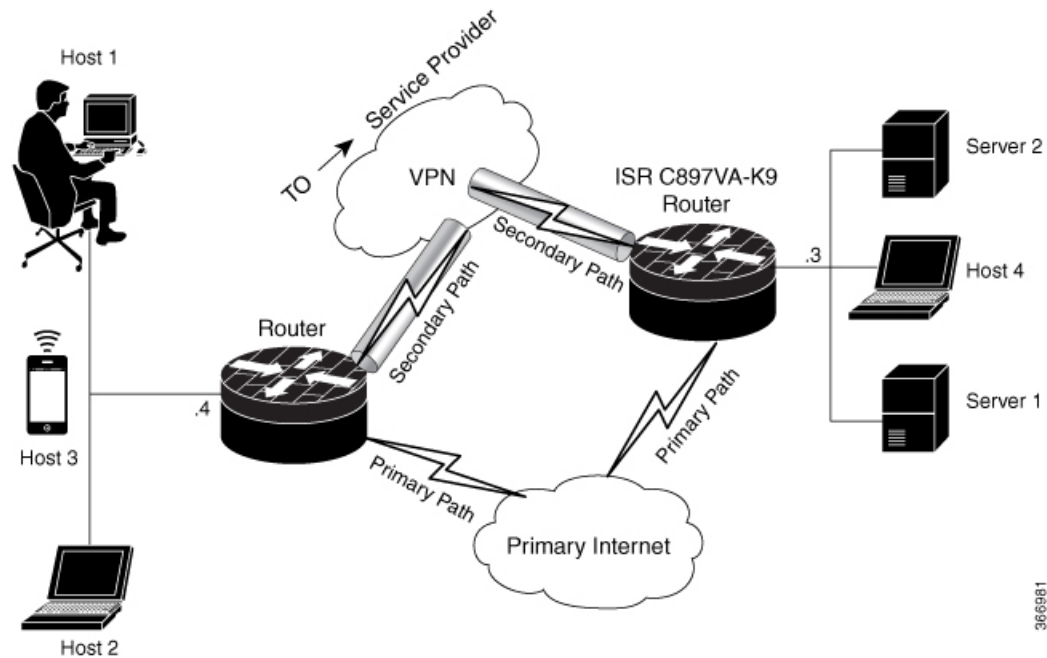 Host 1
TO → Service Provider
VPN
ISR C897VA-K9
Router
Server 2
Secondary Path
Secondary Path
.3
Host 4
Router
.4
Host 3
Server 1
Primary Path
Primary Path
Primary Internet
Host 2
366981